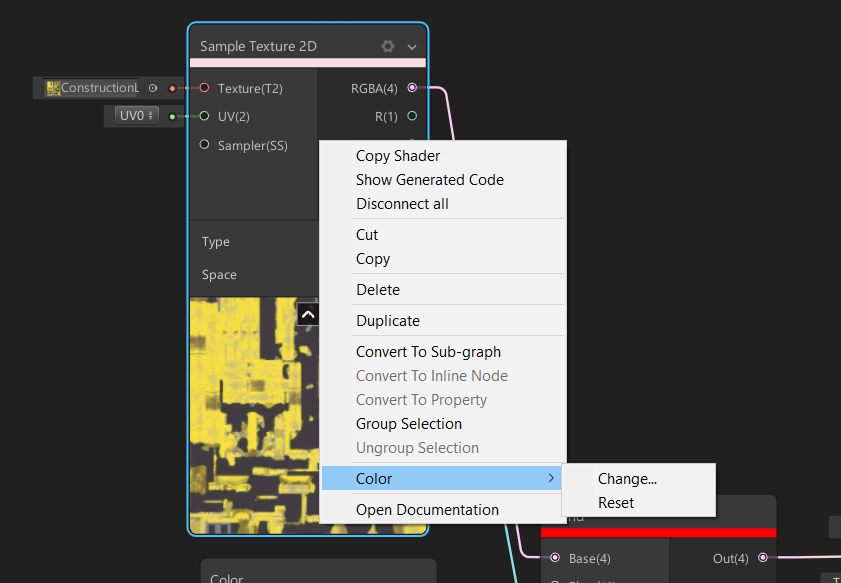 Sample Texture 2D
ConstructionL
Texture(T2)
RGBA(4)
UV0
UV(2)
R(1)
Sampler(SS)
Type
Space
Copy Shader
Show Generated Code
Disconnect all
Cut
Copy
Delete
Duplicate
Convert To Sub-graph
Convert To Inline Node
Convert To Property
Group Selection
Ungroup Selection
Color
Open Documentation
Change...
Reset
Base(4)
Out(4)
Color